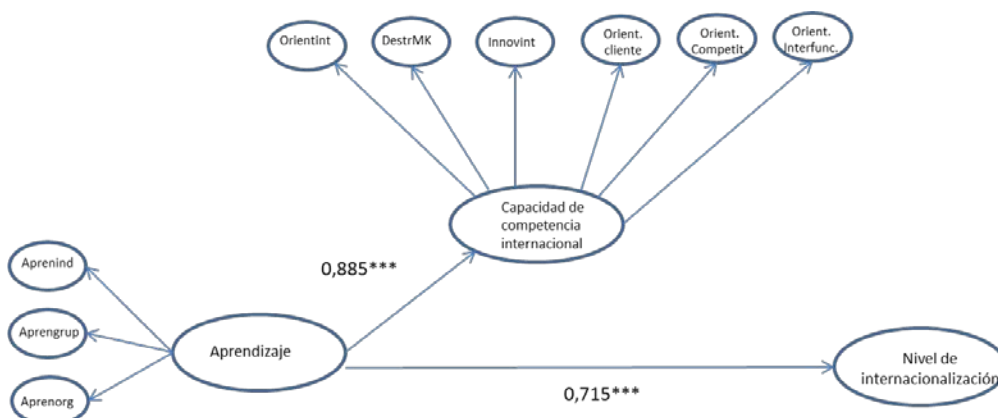 Orientint
DestrMK
Innovint
Orient.
cliente
Orient.
Competit
Orient.
Interfunc.
Capacidad de
competencia
internacional
0,885***
Aprenind
Aprengrup
Aprenorg
Aprendizaje
0,715***
Nivel de
internacionalización